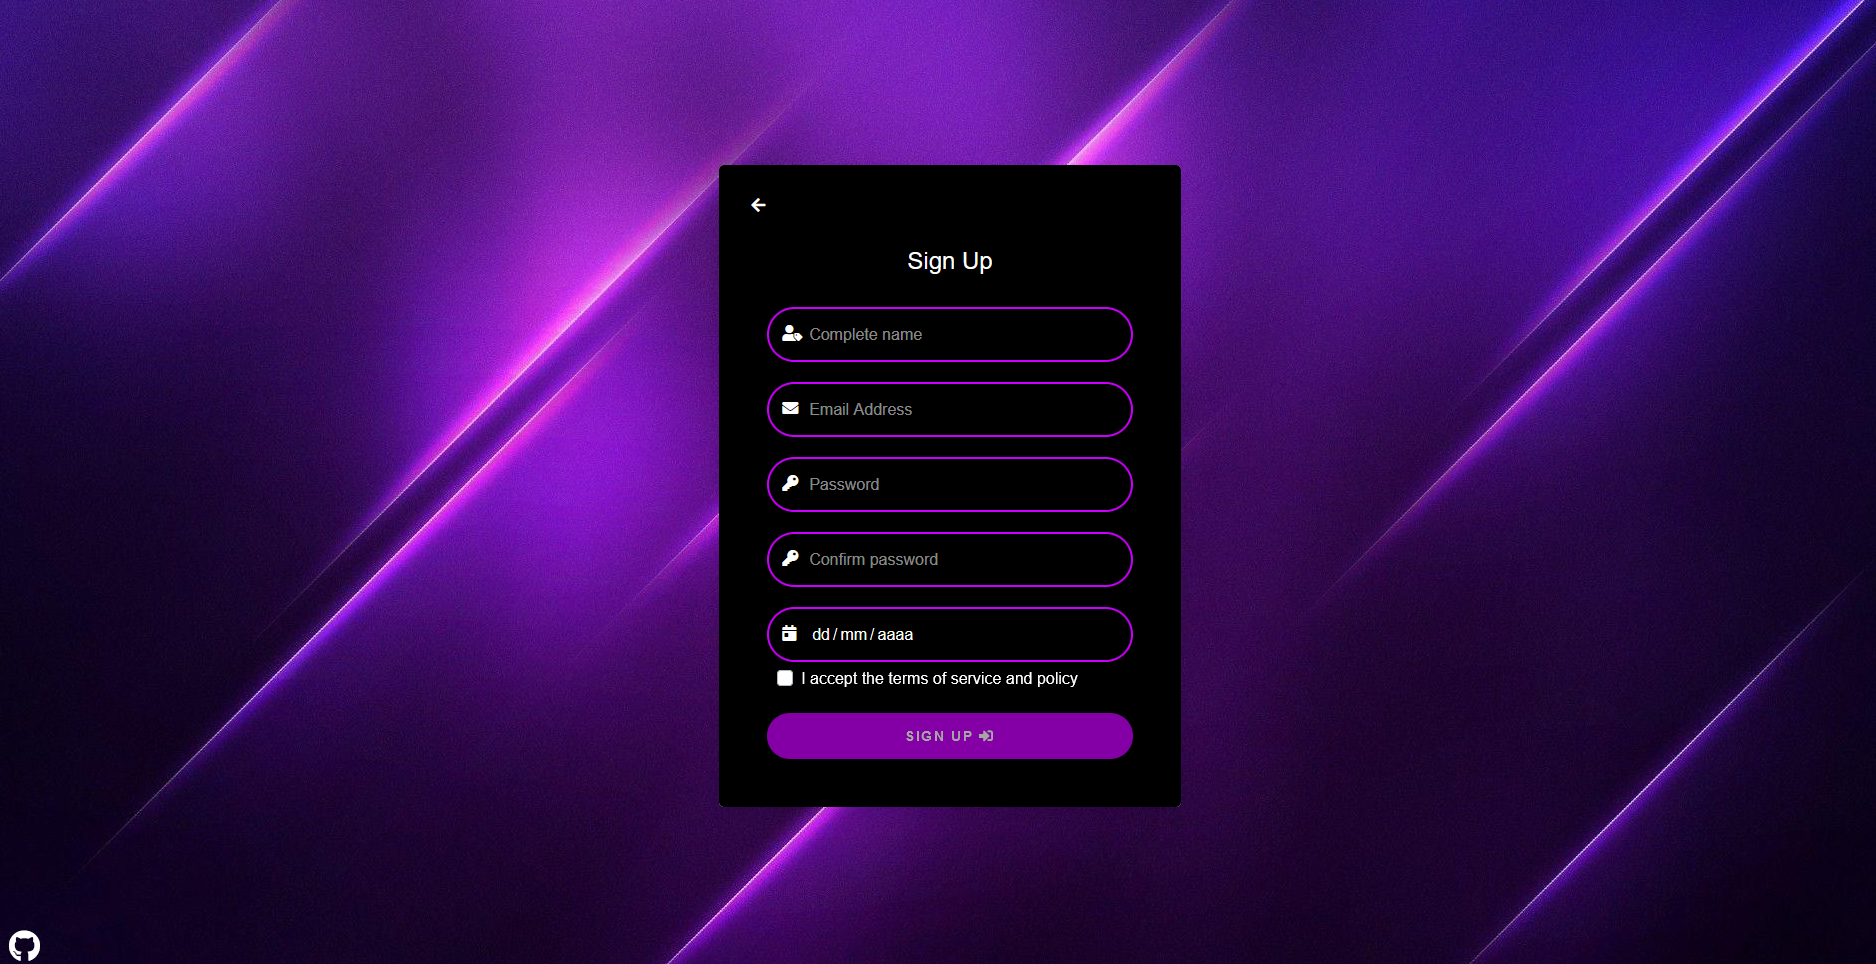 Sign Up
Complete name
Email Address
Password
Confirm password
dd/mm/aaaa
I accept the terms of service and policy
SIGN UP